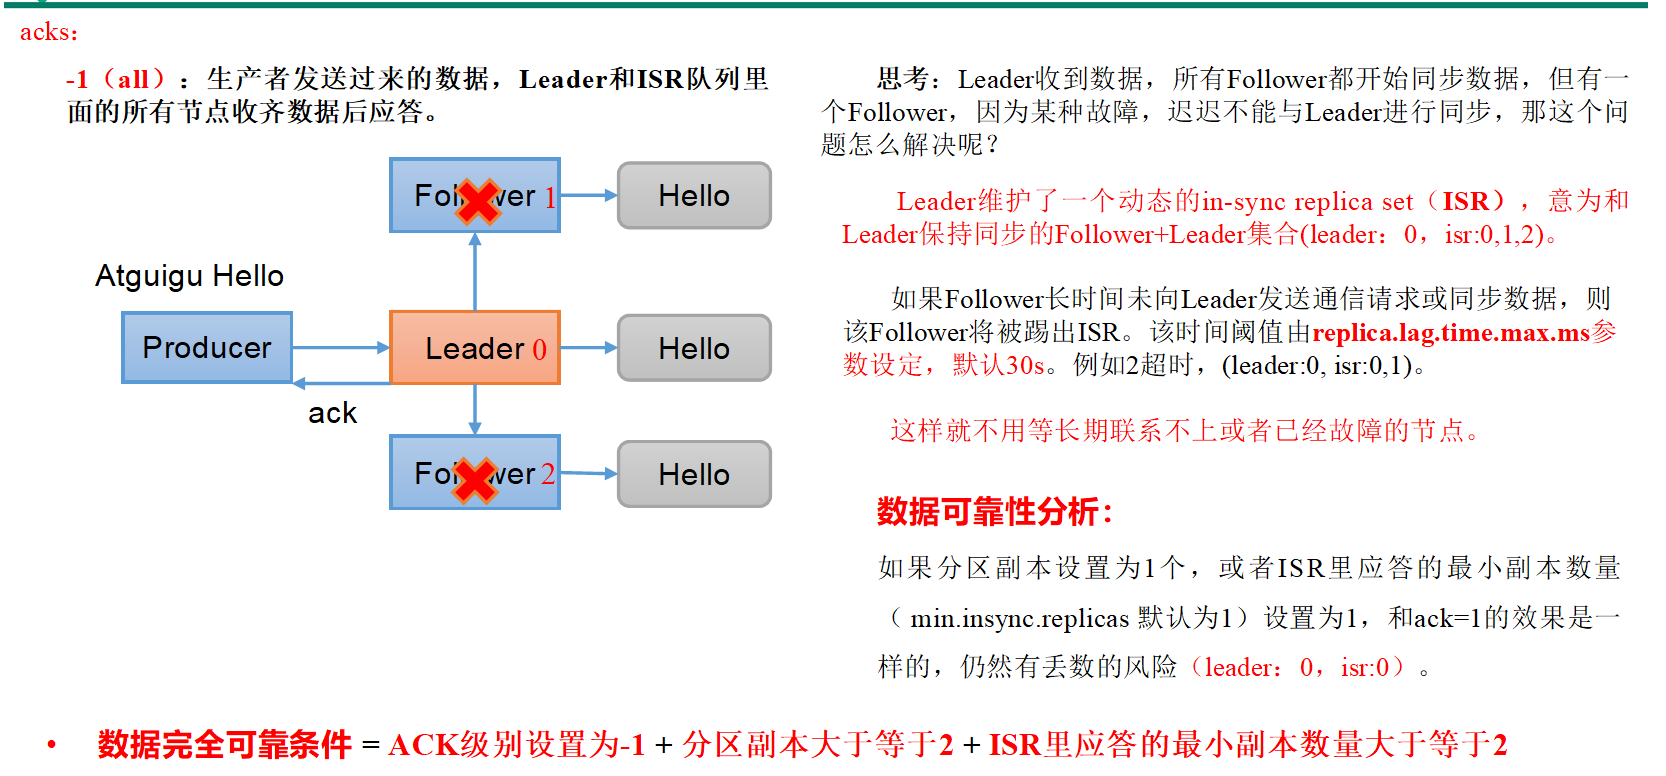 acks：
-1（all）：生产者发送过来的数据，Leader和ISR队列里
面的所有节点收齐数据后应答。
Follower 1
Hello
Atguigu Hello
Producer
Leader 0
Hello
ack
Follower 2
Hello
思考：Leader收到数据，所有Follower都开始同步数据，但有一
个Follower，因为某种故障，迟迟不能与Leader进行同步，那这个问
题怎么解决呢？
Leader维护了一个动态的in-sync replica set（ISR），意为和
Leader保持同步的Follower+Leader集合(leader：0，isr:0,1,2)。
如果Follower长时间未向Leader发送通信请求或同步数据，则
该Follower将被踢出ISR。该时间阈值由replica.lag.time.max.ms参
数设定，默认30s。例如2超时，(leader:0, isr:0,1)。
这样就不用等长期联系不上或者已经故障的节点。
数据可靠性分析：
如果分区副本设置为1个，或者ISR里应答的最小副本数量
（ min.insync.replicas 默认为1）设置为1，和ack=1的效果是一
样的，仍然有丢数的风险（leader：0，isr:0）。
• 数据完全可靠条件 = ACK级别设置为-1 + 分区副本大于等于2 + ISR里应答的最小副本数量大于等于2